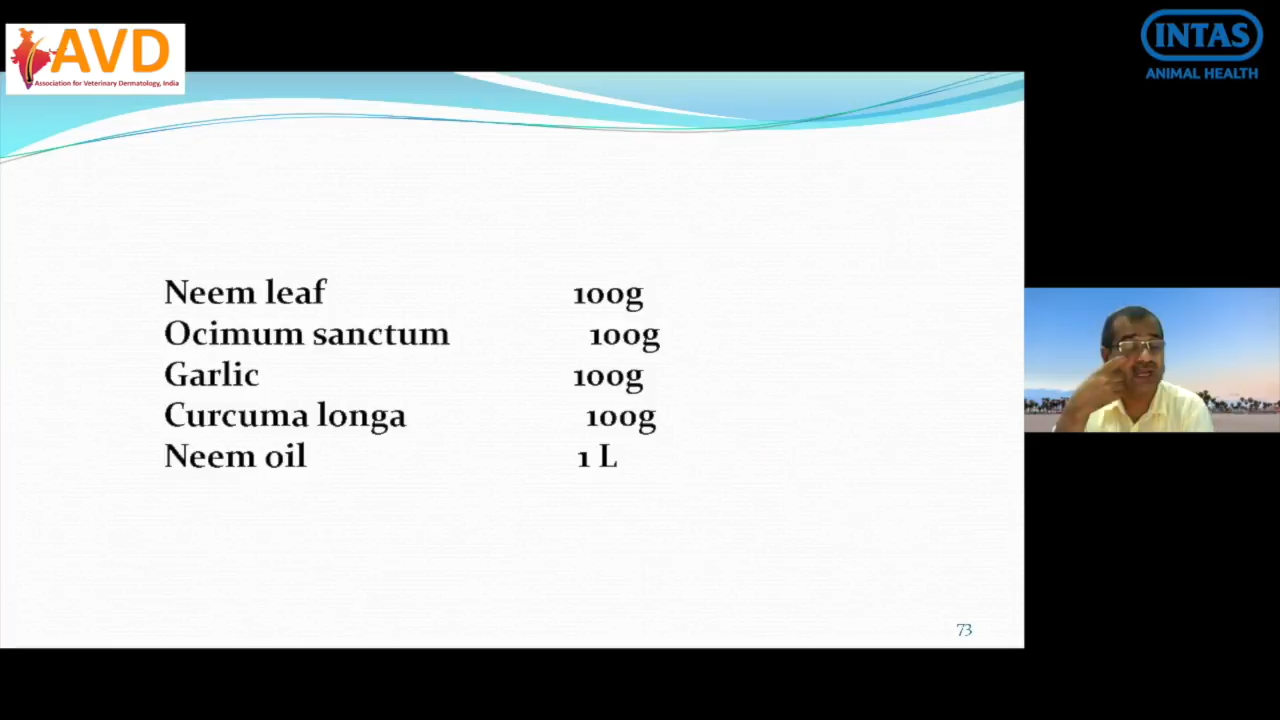 AVD
Association for Veterinary Dermatology, India
INTAS
ANIMAL HEALTH
Neem leaf 100g
Ocimum sanctum 100g
Garlic 100g
Curcuma longa 100g
Neem oil 1 L
73